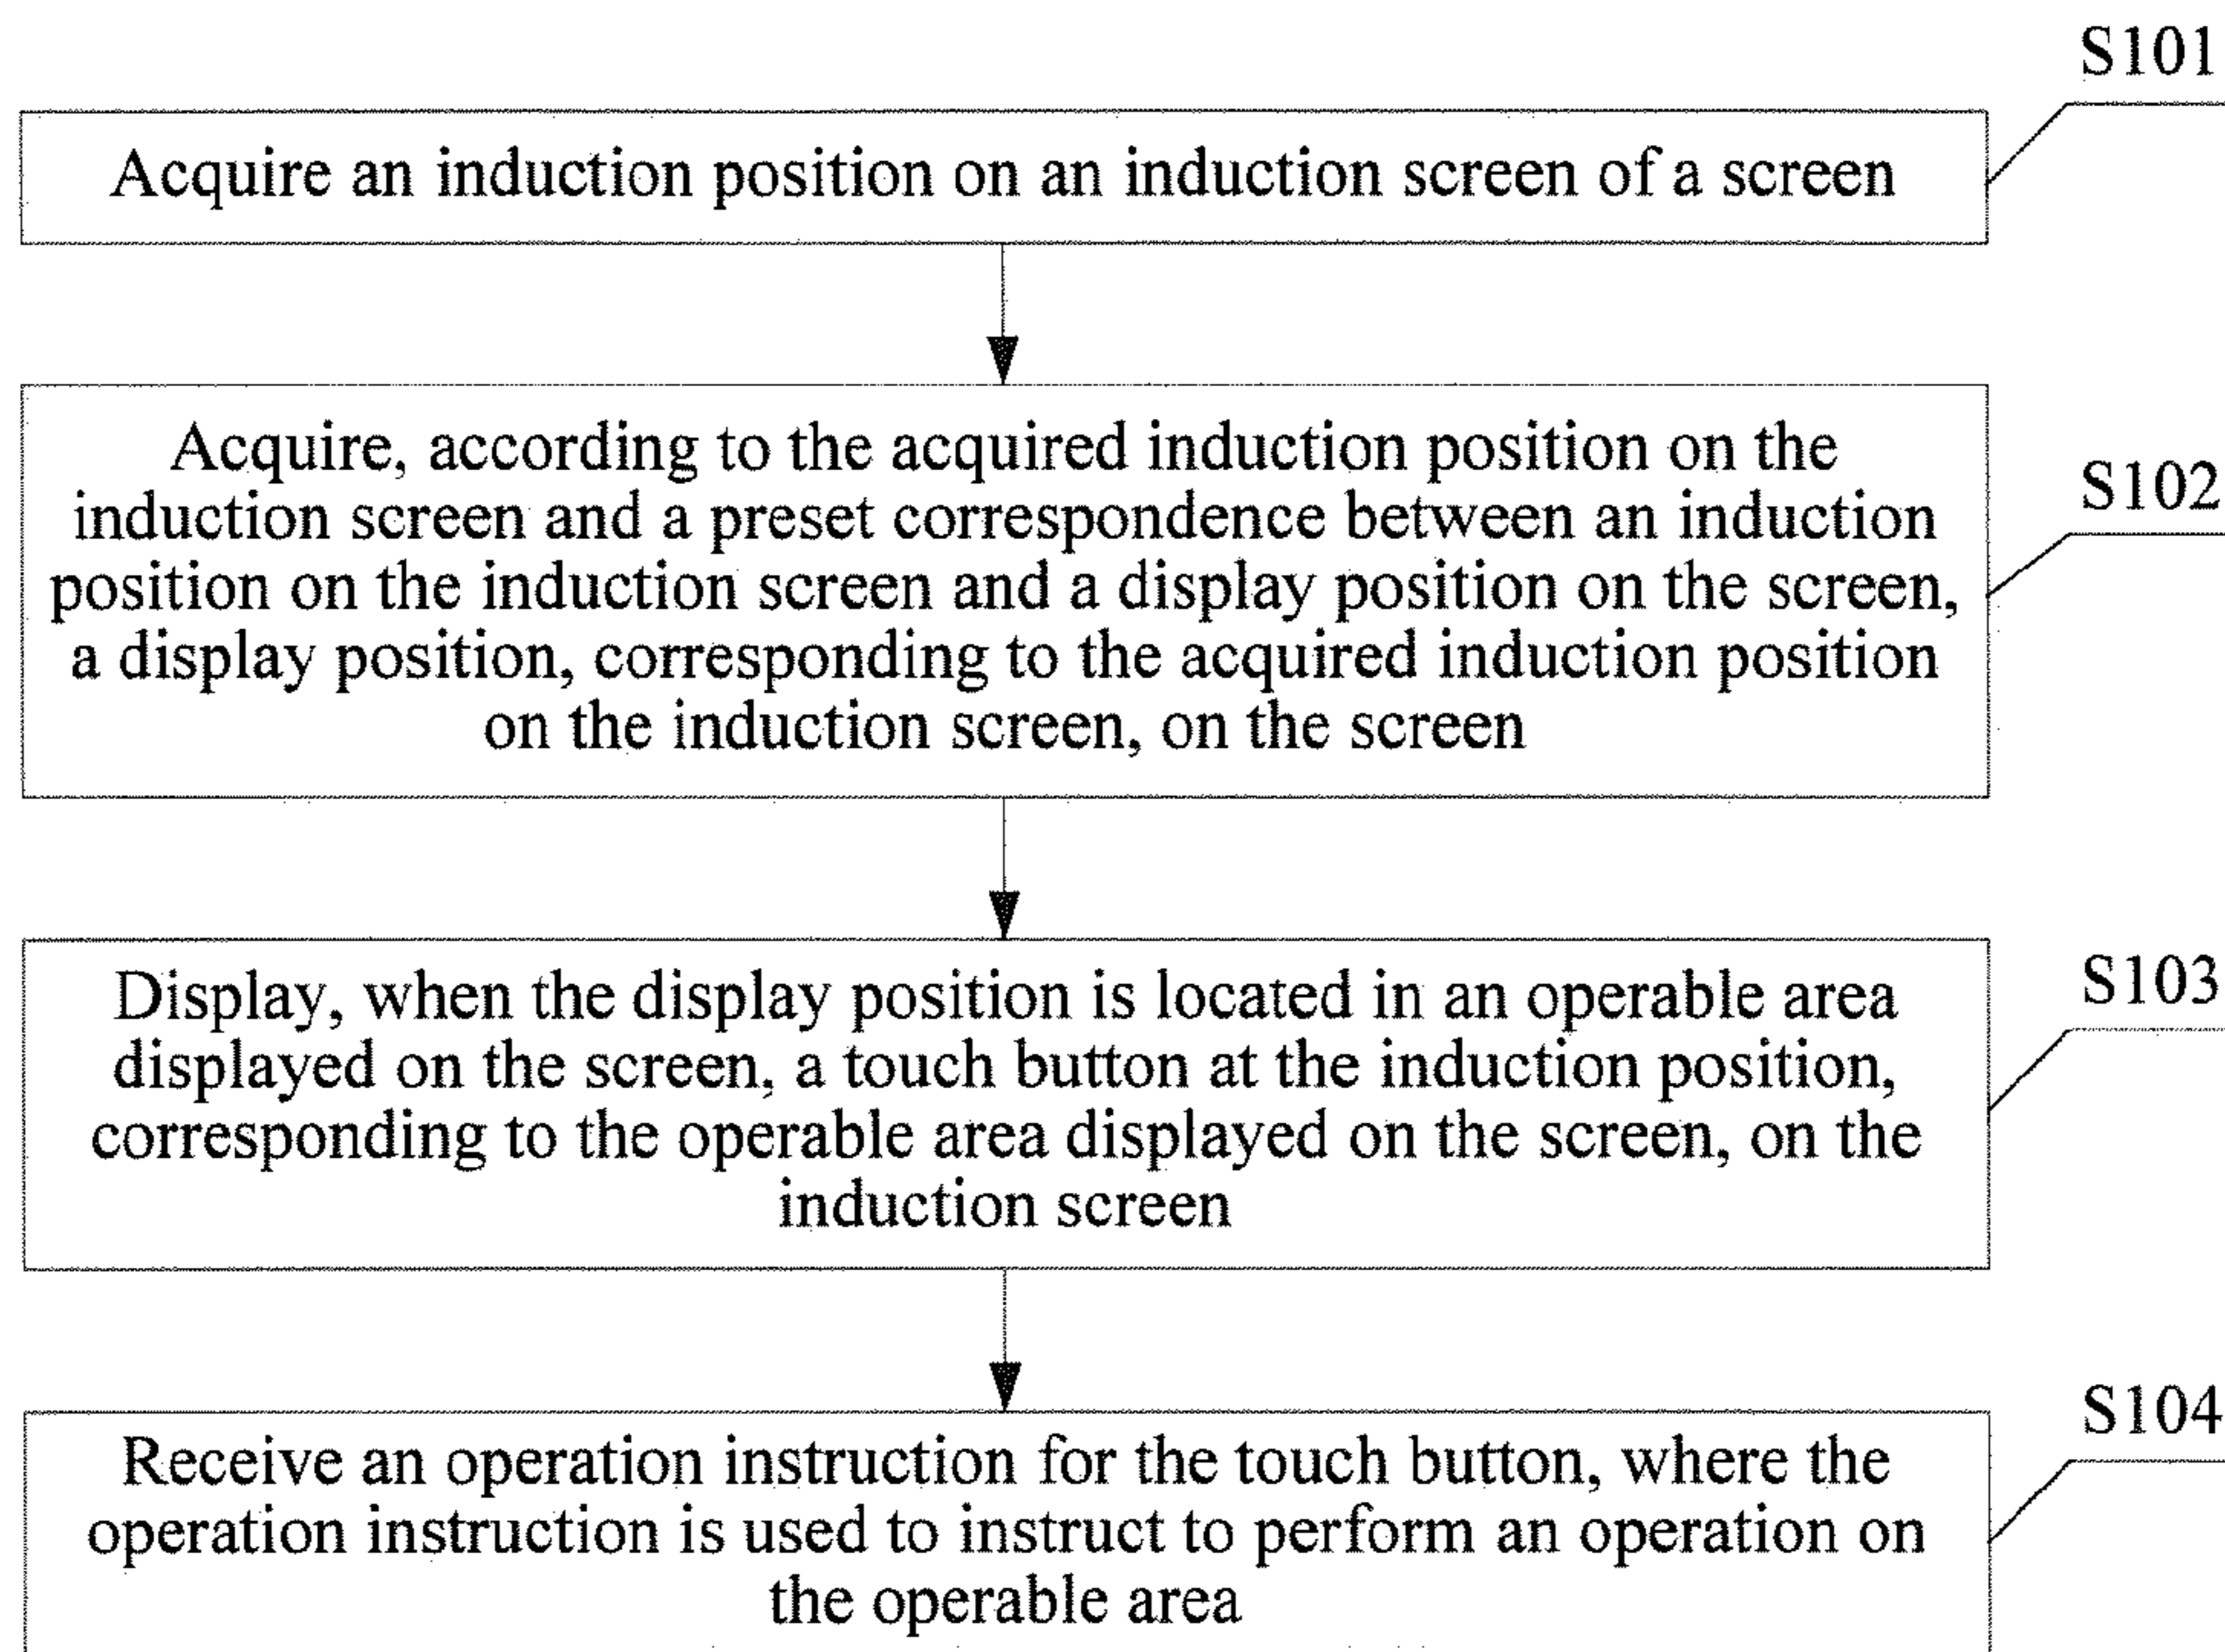 S101
Acquire an induction position on an induction screen of a screen
Acquire, according to the acquired induction position on the
induction screen and a preset correspondence between an induction
position on the induction screen and a display position on the screen,
a display position, corresponding to the acquired induction position
on the induction screen, on the screen
S102
Display, when the display position is located in an operable area
displayed on the screen, a touch button at the induction position,
corresponding to the operable area displayed on the screen, on the
induction screen
S103
Receive an operation instruction for the touch button, where the
operation instruction is used to instruct to perform an operation on
the operable area
S104